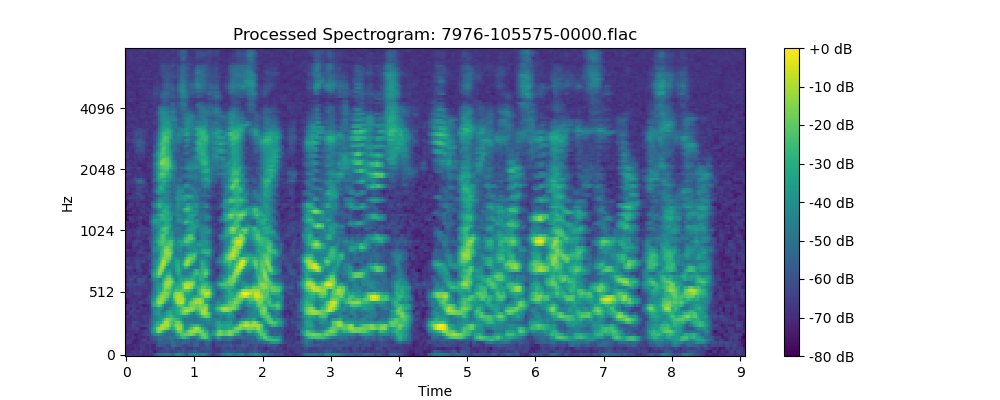 Processed Spectrogram: 7976-105575-0000.flac
Hz
4096
2048
1024
512
0
0 1 2 3 4 5 6 7 8 9
Time
+0 dB
-10 dB
-20 dB
-30 dB
-40 dB
-50 dB
-60 dB
-70 dB
-80 dB